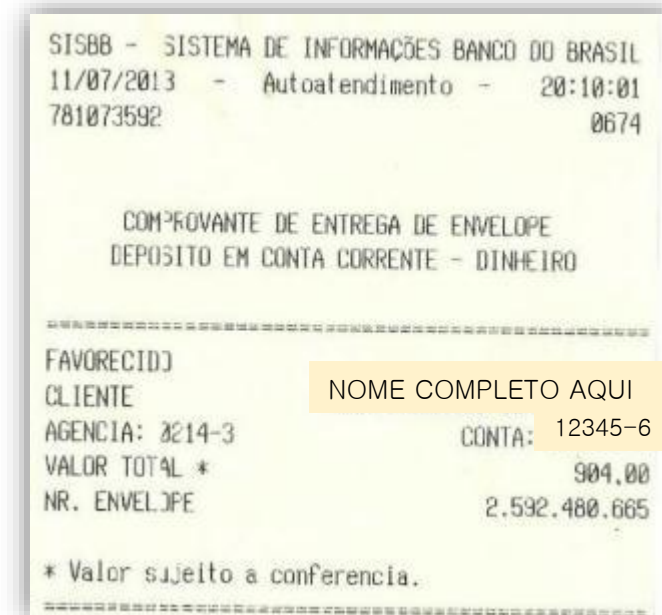 SISBB - SISTEMA DE INFORMAÇÕES BANCO DO BRASIL
11/07/2013 - Autoatendimento - 20:10:01
781073592 0674
COMPROVANTE DE ENTREGA DE ENVELOPE
DEPOSITO EM CONTA CORRENTE - DINHEIRO
================================================
FAVORECIDO
CLIENTE NOME COMPLETO AQUI
AGENCIA: 3214-3 CONTA: 12345-6
VALOR TOTAL * 904,00
NR. ENVELOPE 2.592.480.665
* Valor sujeito a conferencia.
================================================